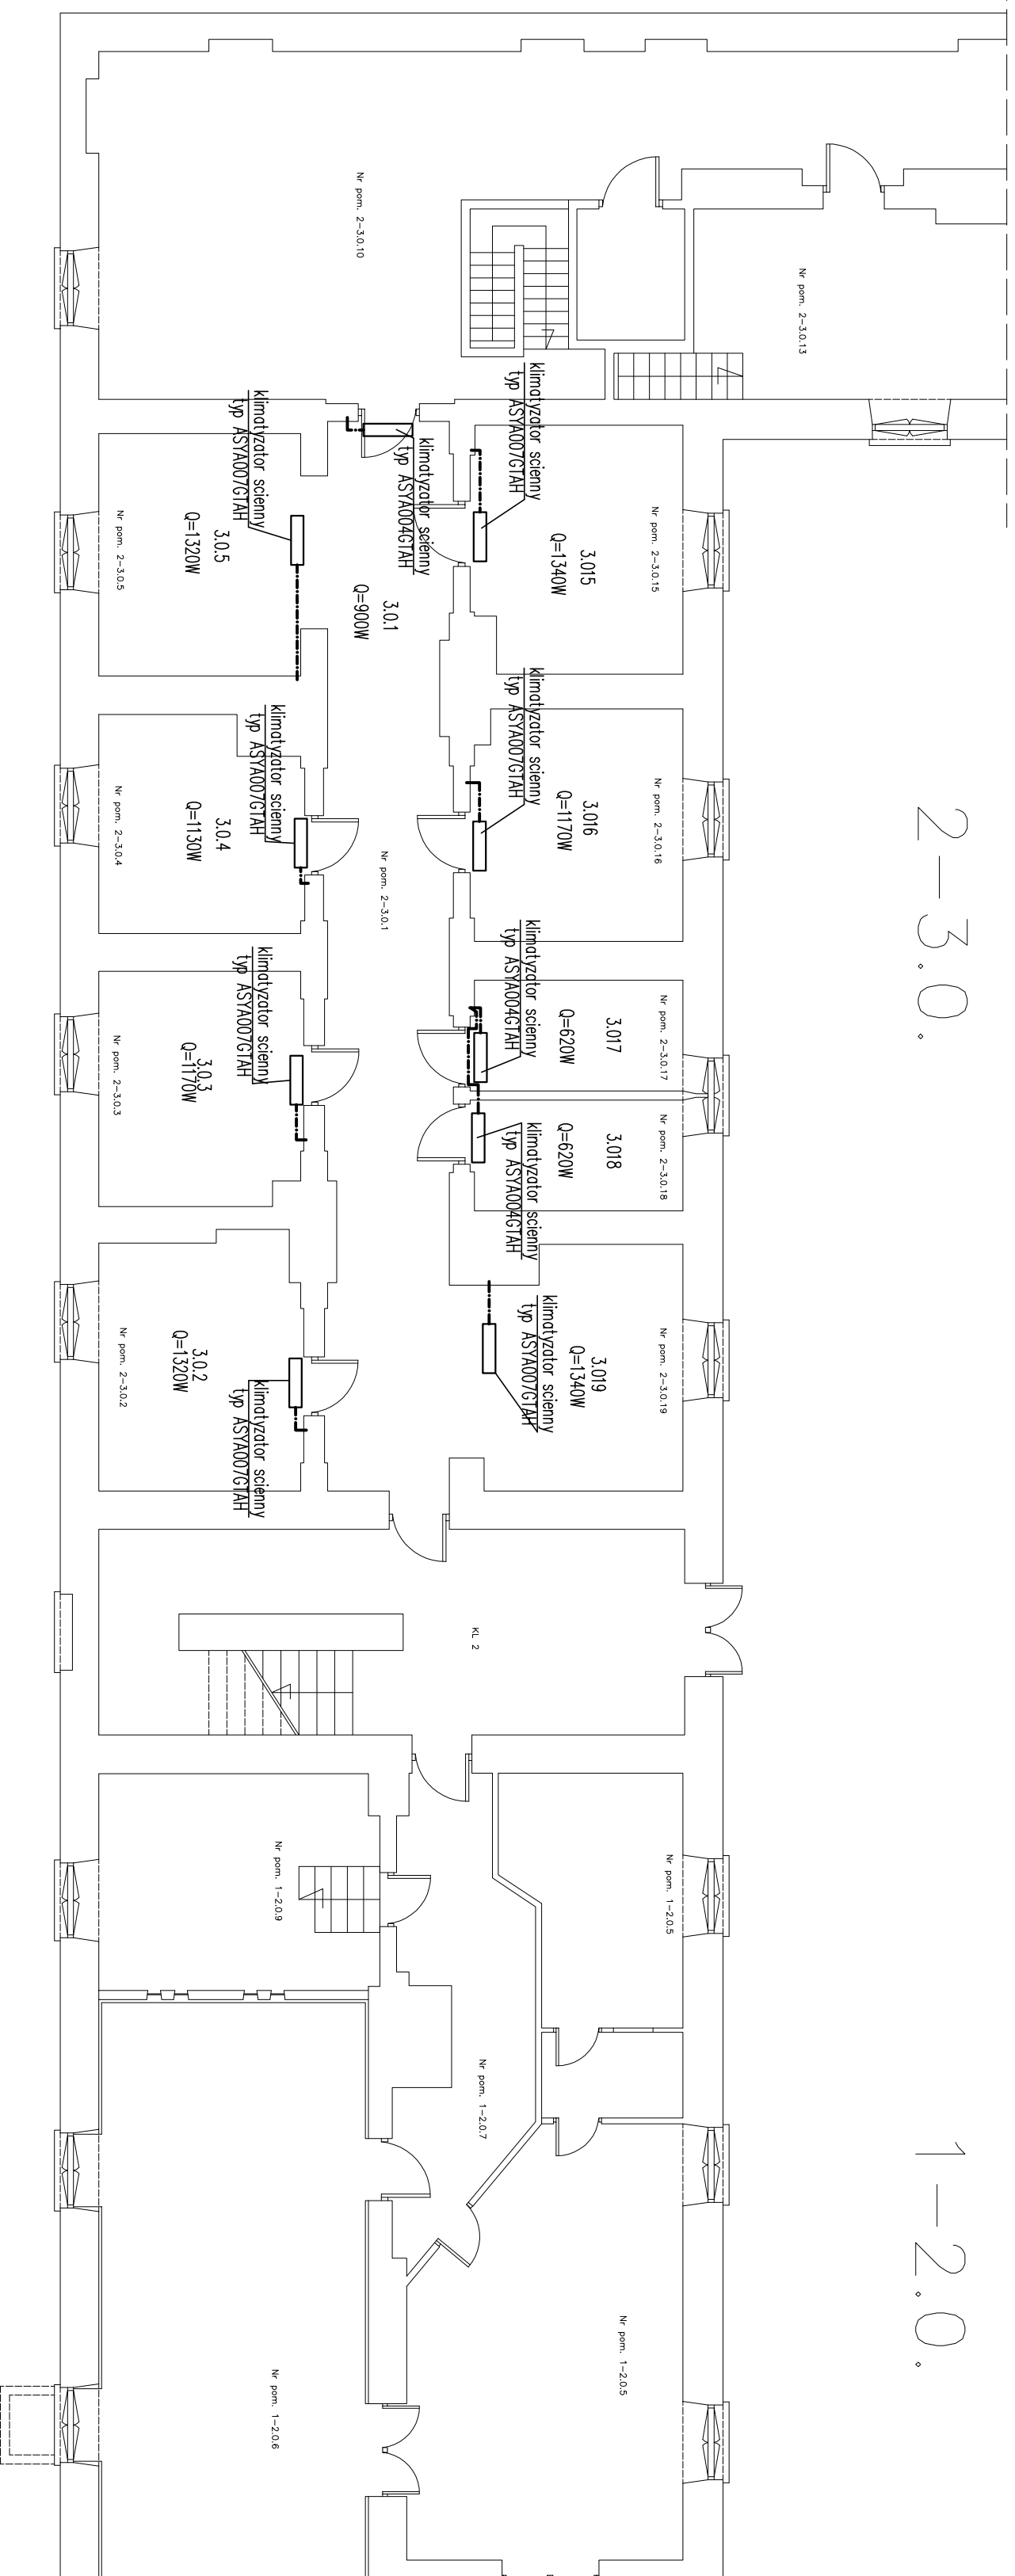 2-3.0.
1-2.0.
Nr pom. 2-3.0.13
Nr pom. 2-3.0.10
klimatyzator scienny
typ ASYA007GTAH
3.015
Q=1340W
Nr pom. 2-3.0.15
klimatyzator scienny
typ ASYA007GTAH
3.016
Q=1170W
Nr pom. 2-3.0.16
klimatyzator scienny
typ ASYA004GTAH
3.017
Q=620W
Nr pom. 2-3.0.17
klimatyzator scienny
typ ASYA004GTAH
3.018
Q=620W
Nr pom. 2-3.0.18
klimatyzator scienny
typ ASYA007GTAH
3.019
Q=1340W
Nr pom. 2-3.0.19
klimatyzator scienny
typ ASYA004GTAH
3.0.1
Q=900W
Nr pom. 2-3.0.1
klimatyzator scienny
typ ASYA007GTAH
3.0.5
Q=1320W
Nr pom. 2-3.0.5
klimatyzator scienny
typ ASYA007GTAH
3.0.4
Q=1130W
Nr pom. 2-3.0.4
klimatyzator scienny
typ ASYA007GTAH
3.0.3
Q=1170W
Nr pom. 2-3.0.3
klimatyzator scienny
typ ASYA007GTAH
3.0.2
Q=1320W
Nr pom. 2-3.0.2
KL 2
Nr pom. 1-2.0.5
Nr pom. 1-2.0.9
Nr pom. 1-2.0.7
Nr pom. 1-2.0.5
Nr pom. 1-2.0.6